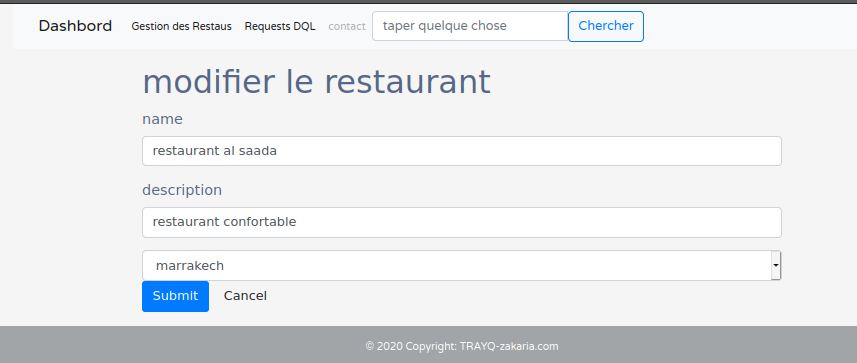 Dashbord Gestion des Restaus Requests DQL contact taper quelque chose Chercher
modifier le restaurant
name
restaurant al saada
description
restaurant confortable
marrakech
Submit Cancel
© 2020 Copyright: TRAYQ-zakaria.com